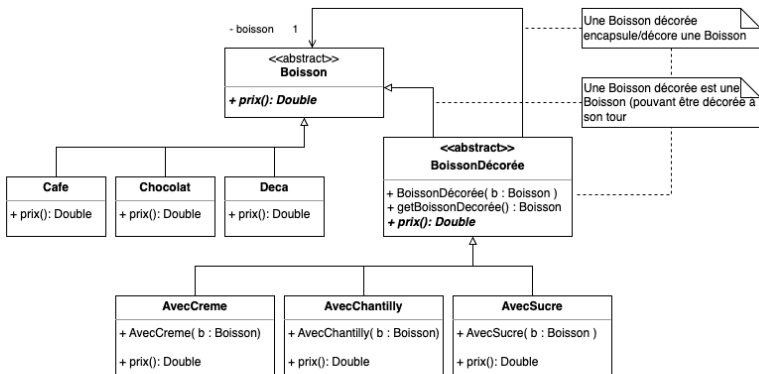 - boisson 1
Une Boisson décorée
encapsule/décore une Boisson
<<abstract>>
Boisson
+ prix(): Double
Une Boisson décorée est une
Boisson (pouvant être décorée à
son tour
<<abstract>>
BoissonDécorée
+ BoissonDécorée( b : Boisson )
+ getBoissonDecorée() : Boisson
+ prix(): Double
Cafe
+ prix(): Double
Chocolat
+ prix(): Double
Deca
+ prix(): Double
AvecCreme
+ AvecCreme( b : Boisson)
+ prix(): Double
AvecChantilly
+ AvecChantilly( b : Boisson)
+ prix(): Double
AvecSucre
+ AvecSucre( b : Boisson )
+ prix(): Double